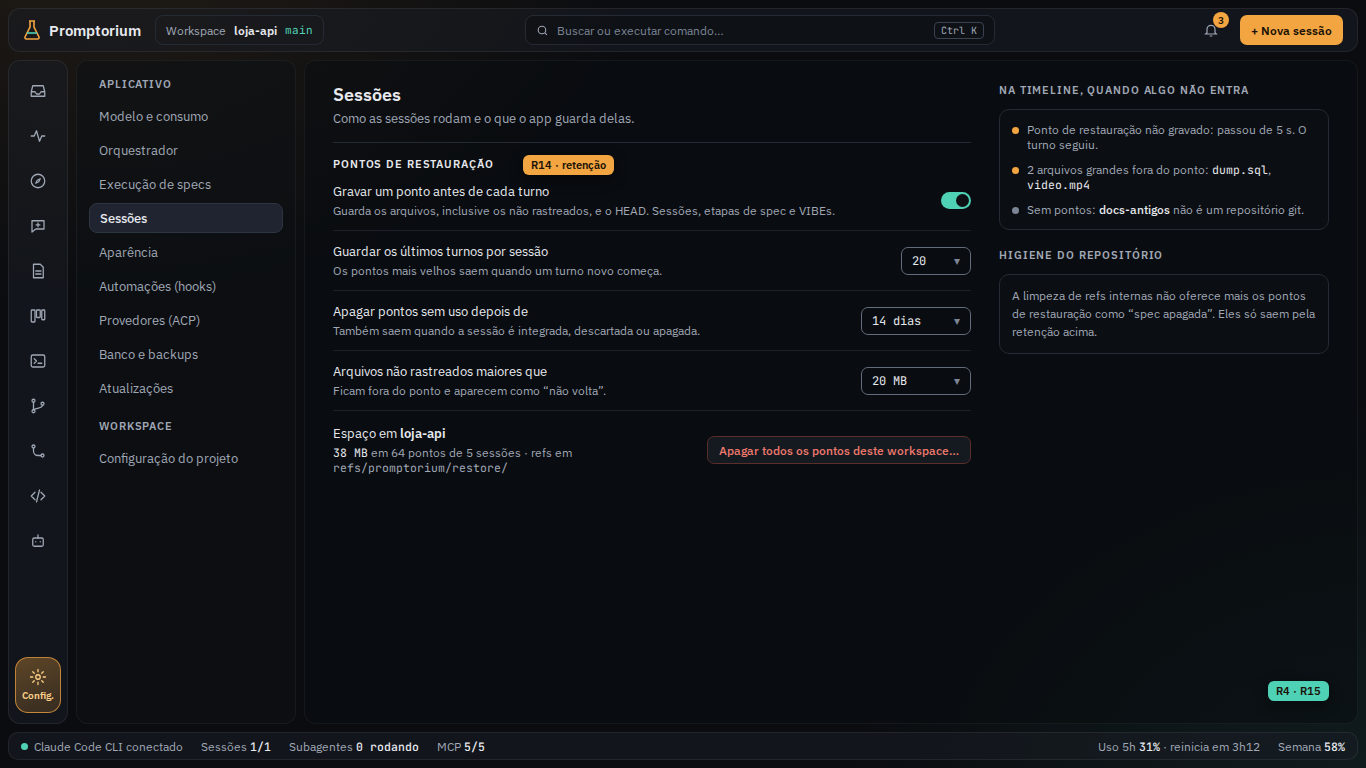 Promptorium
Workspace loja-api main
Buscar ou executar comando...
Ctrl K
3
+ Nova sessão
Config.
APLICATIVO
Modelo e consumo
Orquestrador
Execução de specs
Sessões
Aparência
Automações (hooks)
Provedores (ACP)
Banco e backups
Atualizações
WORKSPACE
Configuração do projeto
Sessões
Como as sessões rodam e o que o app guarda delas.
PONTOS DE RESTAURAÇÃO
R14 · retenção
Gravar um ponto antes de cada turno
Guarda os arquivos, inclusive os não rastreados, e o HEAD. Sessões, etapas de spec e VIBEs.
Guardar os últimos turnos por sessão
Os pontos mais velhos saem quando um turno novo começa.
20
Apagar pontos sem uso depois de
Também saem quando a sessão é integrada, descartada ou apagada.
14 dias
Arquivos não rastreados maiores que
Ficam fora do ponto e aparecem como “não volta”.
20 MB
Espaço em loja-api
38 MB em 64 pontos de 5 sessões · refs em
refs/promptorium/restore/
Apagar todos os pontos deste workspace...
NA TIMELINE, QUANDO ALGO NÃO ENTRA
Ponto de restauração não gravado: passou de 5 s. O
turno seguiu.
2 arquivos grandes fora do ponto: dump.sql,
video.mp4
Sem pontos: docs-antigos não é um repositório git.
HIGIENE DO REPOSITÓRIO
A limpeza de refs internas não oferece mais os pontos
de restauração como “spec apagada”. Eles só saem pela
retenção acima.
R4 · R15
Claude Code CLI conectado
Sessões 1/1
Subagentes 0 rodando
MCP 5/5
Uso 5h 31% · reinicia em 3h12
Semana 58%